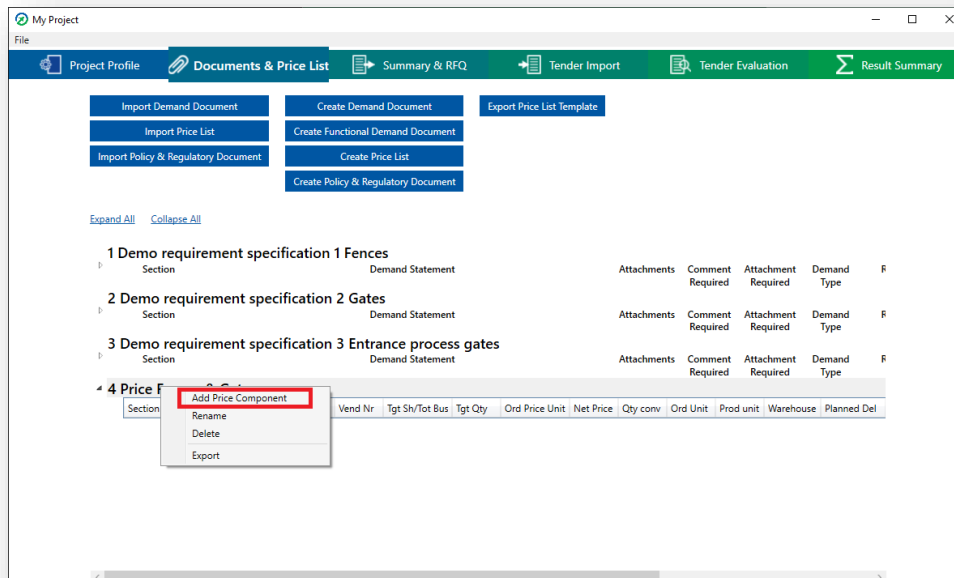 My Project
File
Project Profile Documents & Price List Summary & RFQ Tender Import Tender Evaluation Result Summary
Import Demand Document Create Demand Document Export Price List Template
Import Price List Create Functional Demand Document
Import Policy & Regulatory Document Create Price List
Create Policy & Regulatory Document
Expand All Collapse All
1 Demo requirement specification 1 Fences
Section Demand Statement Attachments Comment Required Attachment Required Demand Type
2 Demo requirement specification 2 Gates
Section Demand Statement Attachments Comment Required Attachment Required Demand Type
3 Demo requirement specification 3 Entrance process gates
Section Demand Statement Attachments Comment Required Attachment Required Demand Type
4 Price
Section Vend Nr Tgt Sh/Tot Bus Tgt Qty Ord Price Unit Net Price Qty conv Ord Unit Prod unit Warehouse Planned Del
Add Price Component
Rename
Delete
Export